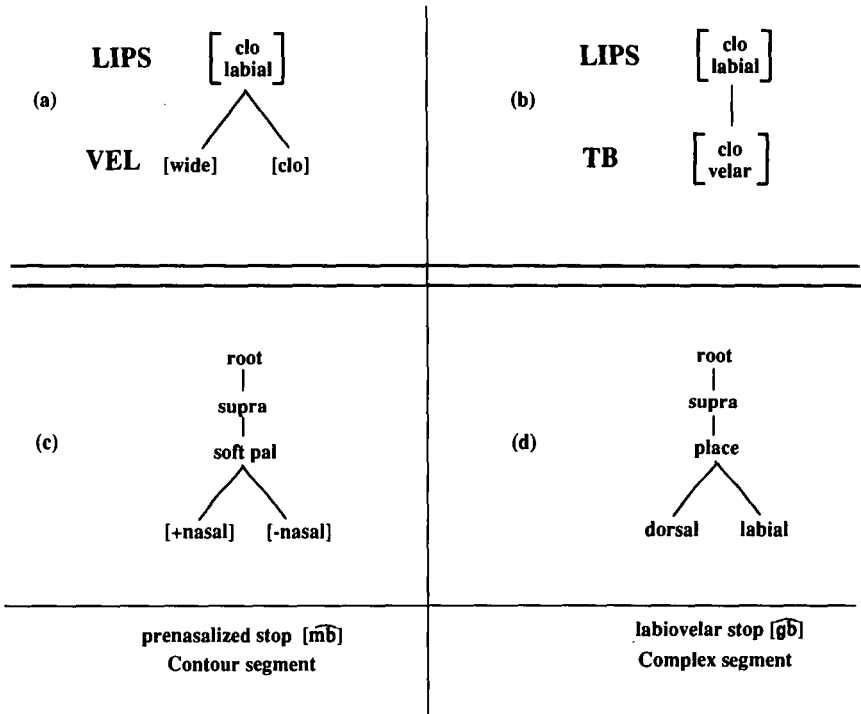 LIPS [clo labial]
(a)
VEL [wide] [clo]
LIPS [clo labial]
(b)
TB [clo velar]
root
supra
(c) soft pal
[+nasal] [-nasal]
root
supra
(d) place
dorsal labial
prenasalized stop [m͡b]
Contour segment
labiovelar stop [g͡b]
Complex segment